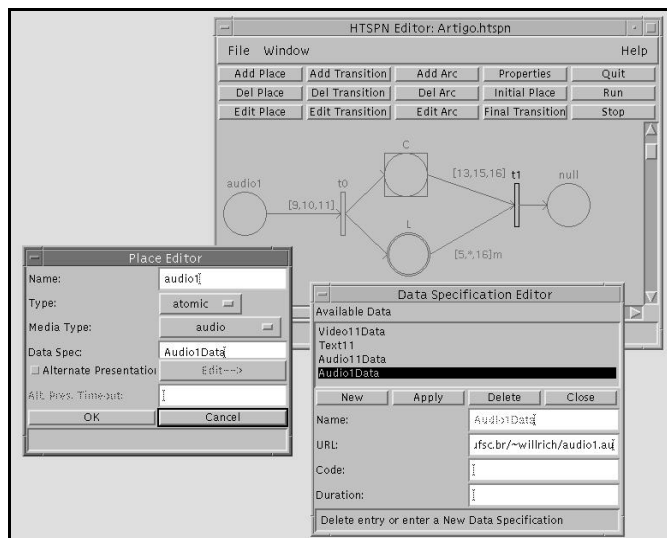 HTSPN Editor: Artigo.htspn
File Window Help
Add Place Add Transition Add Arc Properties Quit
Del Place Del Transition Del Arc Initial Place Run
Edit Place Edit Transition Edit Arc Final Transition Stop
C
audio1 t0 [13,15,16] t1 null
[9,10,11]
L
[5,*,16]m
Place Editor
Name: audio1
Type: atomic
Media Type: audio
Data Spec: Audio1Data
Alternate Presentation Edit-->
Alt. Pres. Timeout:
OK Cancel
Data Specification Editor
Available Data
Video11Data
Text11
Audio11Data
Audio1Data
New Apply Delete Close
Name: Audio1Data
URL: ufsc.br/~willrich/audio1.au
Code:
Duration:
Delete entry or enter a New Data Specification